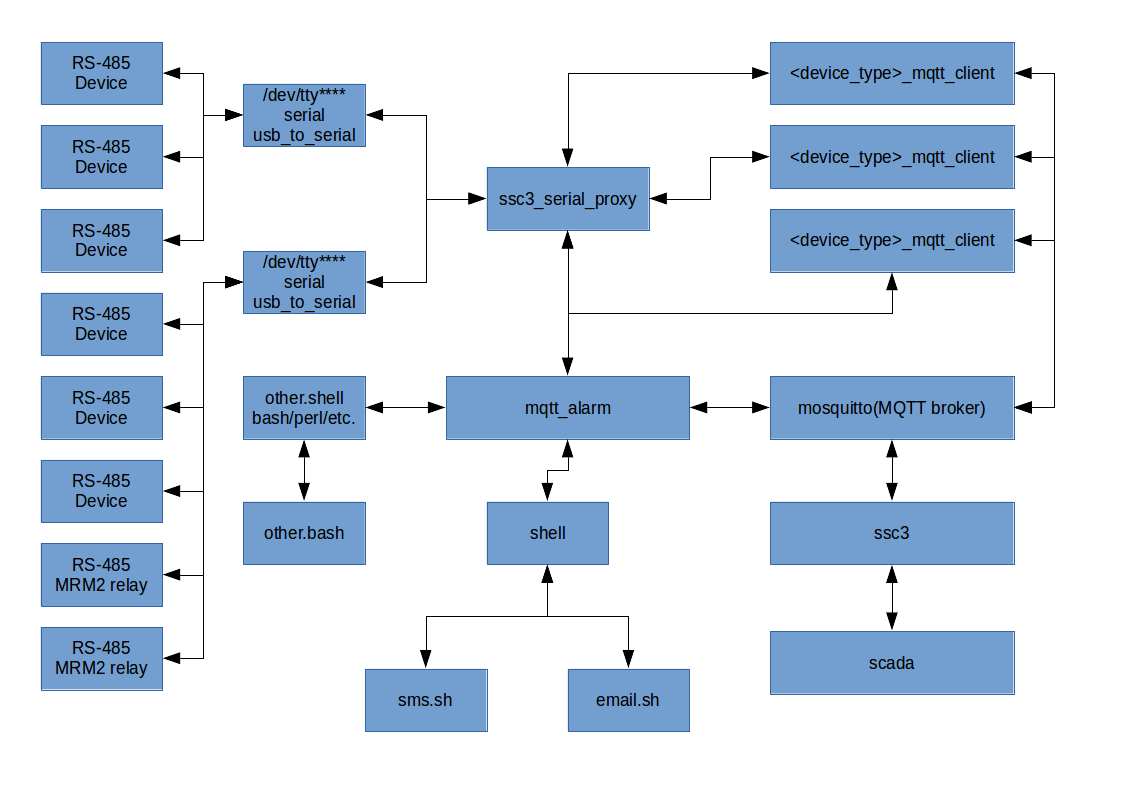 RS-485
Device
RS-485
Device
RS-485
Device
RS-485
Device
RS-485
Device
RS-485
Device
RS-485
MRM2 relay
RS-485
MRM2 relay
/dev/tty****
serial
usb_to_serial
/dev/tty****
serial
usb_to_serial
ssc3_serial_proxy
<device_type>_mqtt_client
<device_type>_mqtt_client
<device_type>_mqtt_client
other.shell
bash/perl/etc.
mqtt_alarm
mosquitto(MQTT broker)
other.bash
shell
ssc3
scada
sms.sh
email.sh